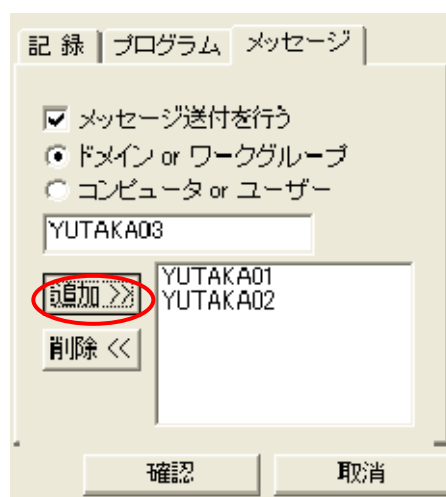 記 録 プログラム メッセージ
メッセージ送付を行う
ドメイン or ワークグループ
コンピュータ or ユーザー
YUTAKA03
追加 >>
YUTAKA01
YUTAKA02
削除 <<
確認 取消